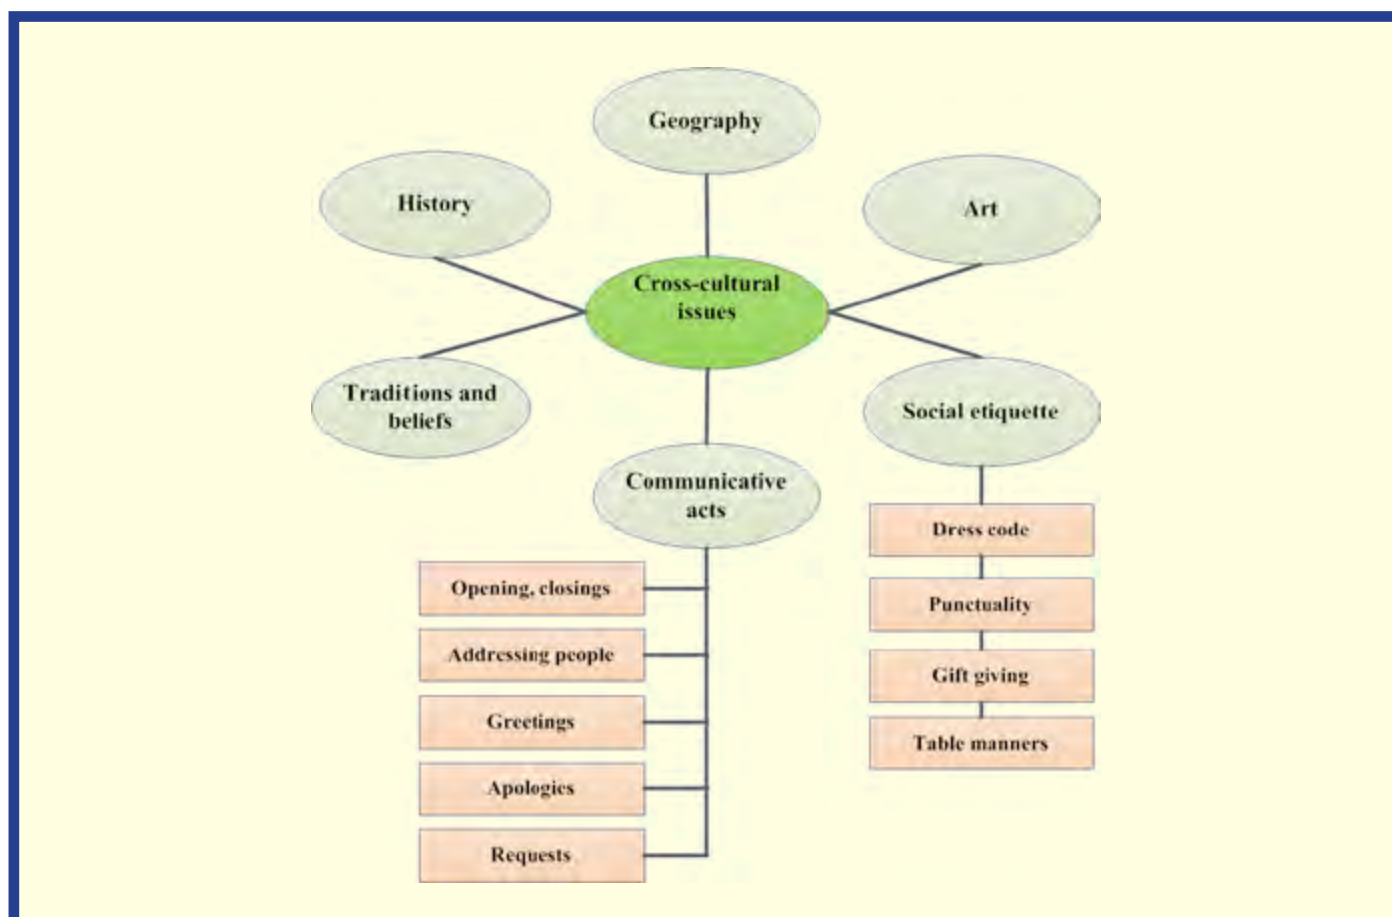 Geography
History
Art
Cross-cultural
issues
Traditions and
beliefs
Social etiquette
Communicative
acts
Opening, closings
Addressing people
Greetings
Apologies
Requests
Dress code
Punctuality
Gift giving
Table manners